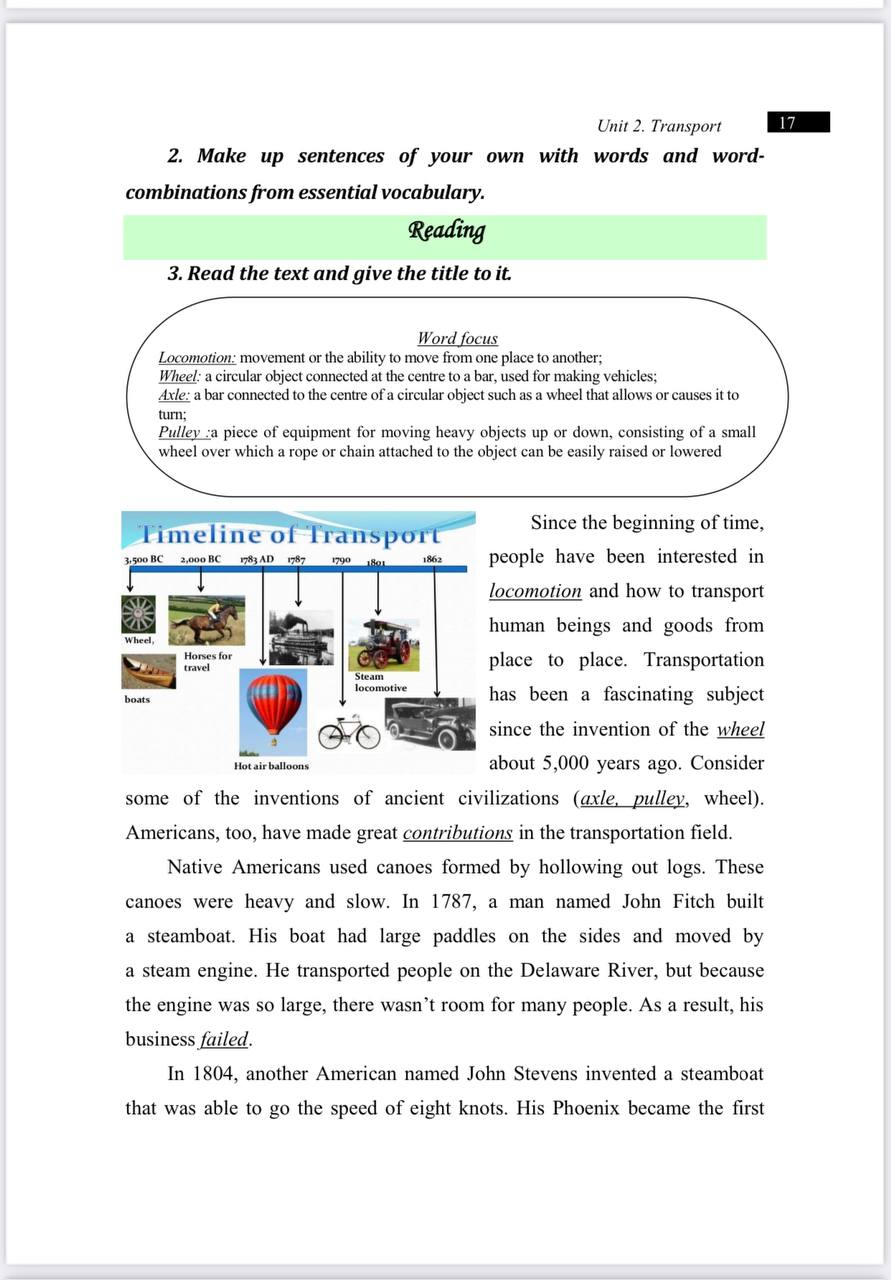 Unit 2. Transport 17
2. Make up sentences of your own with words and word-
combinations from essential vocabulary.
Reading
3. Read the text and give the title to it.
Word focus
Locomotion: movement or the ability to move from one place to another;
Wheel: a circular object connected at the centre to a bar, used for making vehicles;
Axle: a bar connected to the centre of a circular object such as a wheel that allows or causes it to
turn;
Pulley :a piece of equipment for moving heavy objects up or down, consisting of a small
wheel over which a rope or chain attached to the object can be easily raised or lowered
Timeline of Transport
3,500 BC 2,000 BC 1783 AD 1787 1790 1801 1862
Wheel,
boats
Horses for
travel
Hot air balloons
Steam
locomotive
Since the beginning of time,
people have been interested in
locomotion and how to transport
human beings and goods from
place to place. Transportation
has been a fascinating subject
since the invention of the wheel
about 5,000 years ago. Consider
some of the inventions of ancient civilizations (axle, pulley, wheel).
Americans, too, have made great contributions in the transportation field.
Native Americans used canoes formed by hollowing out logs. These
canoes were heavy and slow. In 1787, a man named John Fitch built
a steamboat. His boat had large paddles on the sides and moved by
a steam engine. He transported people on the Delaware River, but because
the engine was so large, there wasn’t room for many people. As a result, his
business failed.
In 1804, another American named John Stevens invented a steamboat
that was able to go the speed of eight knots. His Phoenix became the first